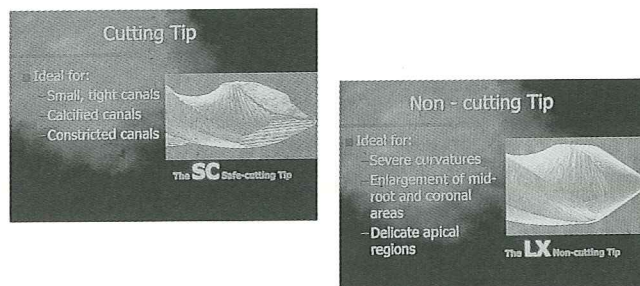 Cutting Tip
Ideal for:
–Small, tight canals
–Calcified canals
–Constricted canals
The SC Safe-cutting Tip
Non - cutting Tip
Ideal for:
–Severe curvatures
–Enlargement of mid-
root and coronal
areas
–Delicate apical
regions
The LX Non-cutting Tip